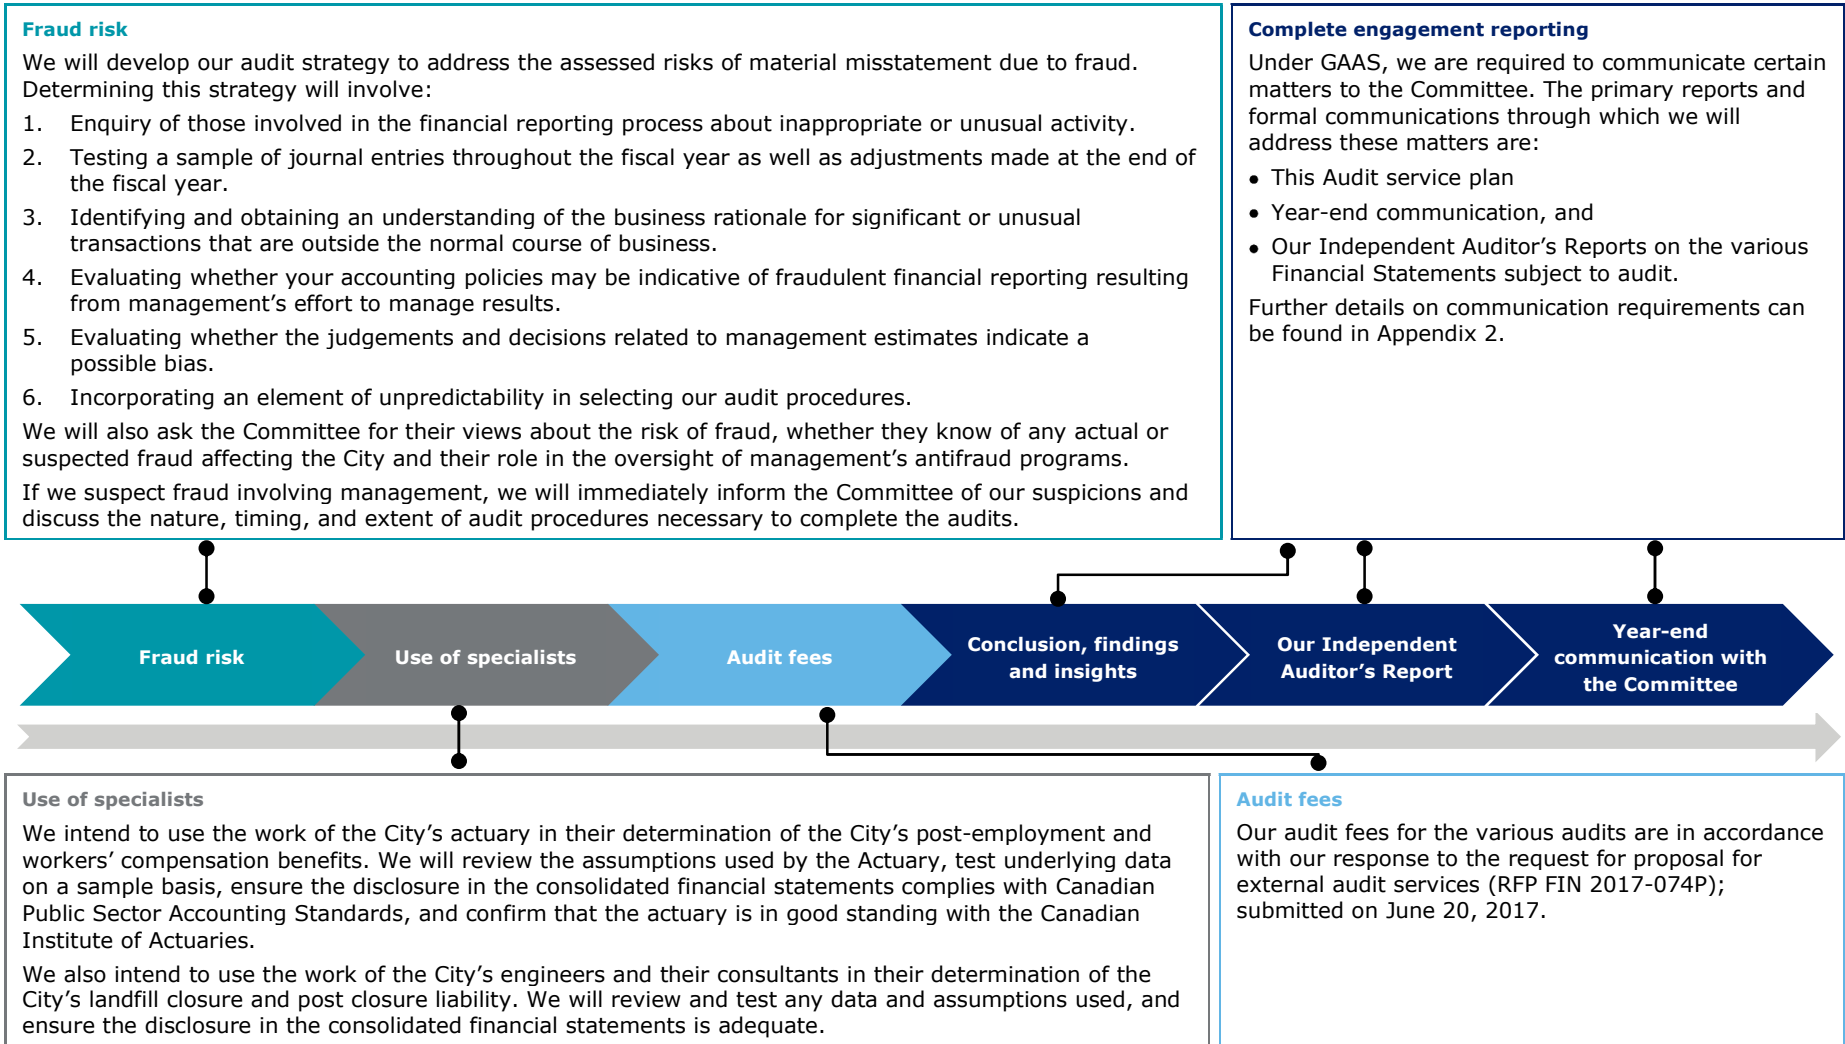 Fraud risk
We will develop our audit strategy to address the assessed risks of material misstatement due to fraud.
Determining this strategy will involve:
1. Enquiry of those involved in the financial reporting process about inappropriate or unusual activity.
2. Testing a sample of journal entries throughout the fiscal year as well as adjustments made at the end of
the fiscal year.
3. Identifying and obtaining an understanding of the business rationale for significant or unusual
transactions that are outside the normal course of business.
4. Evaluating whether your accounting policies may be indicative of fraudulent financial reporting resulting
from management’s effort to manage results.
5. Evaluating whether the judgements and decisions related to management estimates indicate a
possible bias.
6. Incorporating an element of unpredictability in selecting our audit procedures.
We will also ask the Committee for their views about the risk of fraud, whether they know of any actual or
suspected fraud affecting the City and their role in the oversight of management’s antifraud programs.
If we suspect fraud involving management, we will immediately inform the Committee of our suspicions and
discuss the nature, timing, and extent of audit procedures necessary to complete the audits.
Complete engagement reporting
Under GAAS, we are required to communicate certain
matters to the Committee. The primary reports and
formal communications through which we will
address these matters are:
• This Audit service plan
• Year-end communication, and
• Our Independent Auditor’s Reports on the various
Financial Statements subject to audit.
Further details on communication requirements can
be found in Appendix 2.
Fraud risk
Use of specialists
Audit fees
Conclusion, findings
and insights
Our Independent
Auditor’s Report
Year-end
communication with
the Committee
Use of specialists
We intend to use the work of the City’s actuary in their determination of the City’s post-employment and
workers’ compensation benefits. We will review the assumptions used by the Actuary, test underlying data
on a sample basis, ensure the disclosure in the consolidated financial statements complies with Canadian
Public Sector Accounting Standards, and confirm that the actuary is in good standing with the Canadian
Institute of Actuaries.
We also intend to use the work of the City’s engineers and their consultants in their determination of the
City’s landfill closure and post closure liability. We will review and test any data and assumptions used, and
ensure the disclosure in the consolidated financial statements is adequate.
Audit fees
Our audit fees for the various audits are in accordance
with our response to the request for proposal for
external audit services (RFP FIN 2017-074P);
submitted on June 20, 2017.